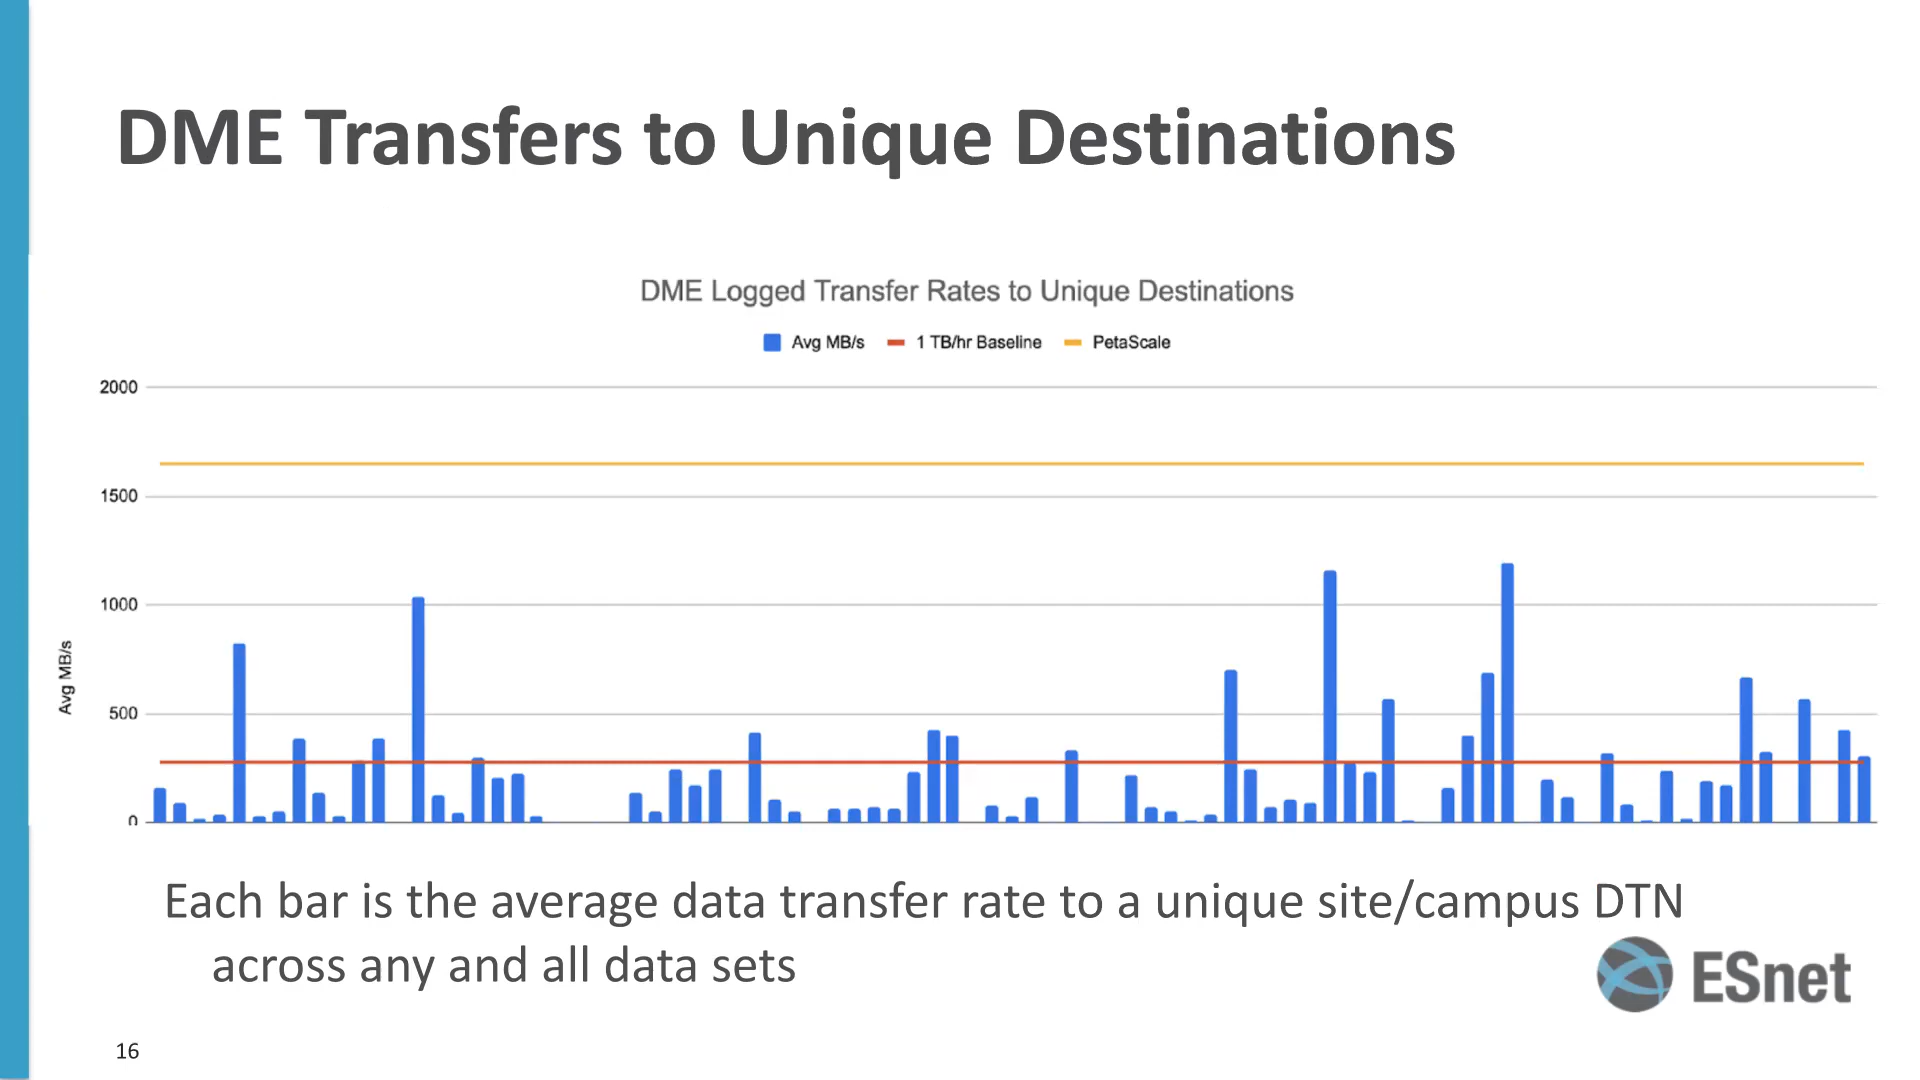 DME Transfers to Unique Destinations
DME Logged Transfer Rates to Unique Destinations
Avg MB/s 1 TB/hr Baseline PetaScale
2000
1500
1000
500
0
Avg MB/s
Each bar is the average data transfer rate to a unique site/campus DTN
across any and all data sets
ESnet
16